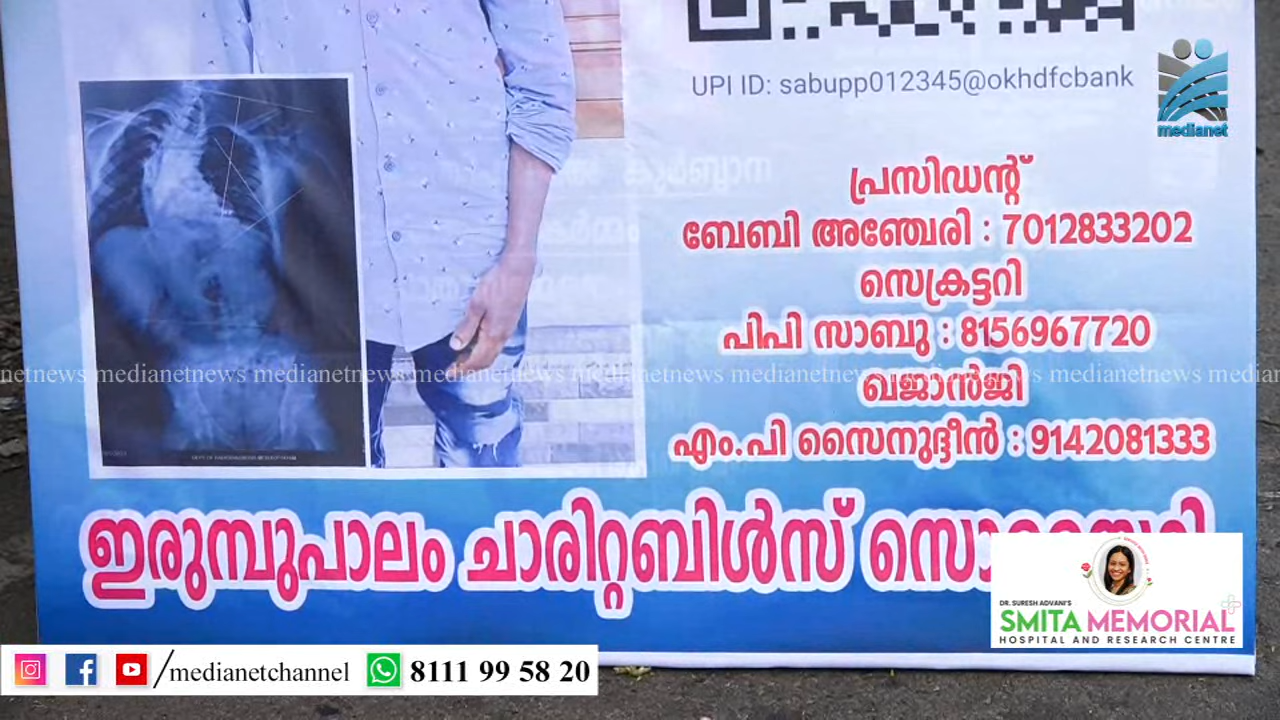 UPI ID: sabupp012345@okhdfcbank
medianet
പ്രസിഡന്റ്
ബേബി അഞ്ചേരി : 7012833202
സെക്രട്ടറി
പിപി സാബു : 8156967720
netnews medianetnews medianetnews medianetnews medianetnews medianetnews medianetnews medianetnews media
ഖജാൻജി
എം.പി സൈനുദ്ദീൻ : 9142081333
ഇരുമ്പുപാലം ചാരിറ്റബിൾസ്
DR. SURESH ADVANI'S
SMITA MEMORIAL
HOSPITAL AND RESEARCH CENTRE
/medianetchannel 8111 99 58 20